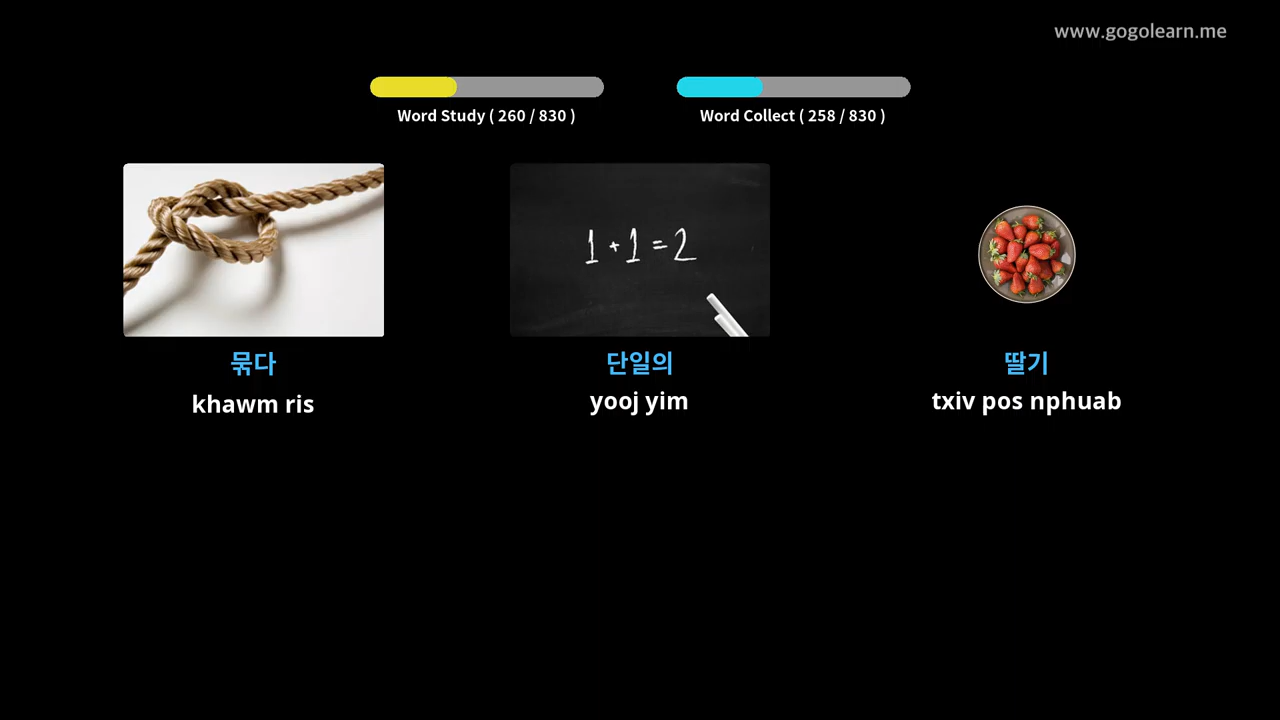 www.gogolearn.me
Word Study ( 260 / 830 )
Word Collect ( 258 / 830 )
1 + 1 = 2
묶다
단일의
딸기
khawm ris
yooj yim
txiv pos nphuab